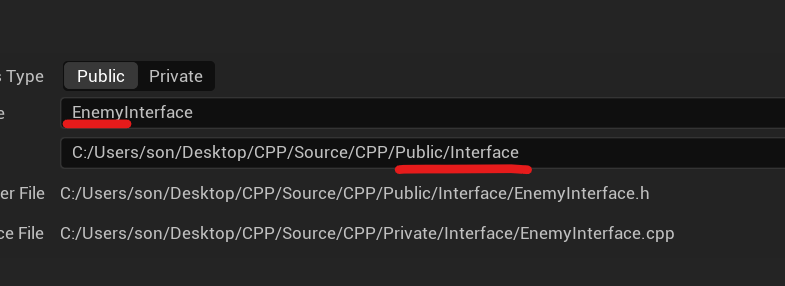 s Type Public Private
e EnemyInterface
C:/Users/son/Desktop/CPP/Source/CPP/Public/Interface
er File C:/Users/son/Desktop/CPP/Source/CPP/Public/Interface/EnemyInterface.h
ce File C:/Users/son/Desktop/CPP/Source/CPP/Private/Interface/EnemyInterface.cpp